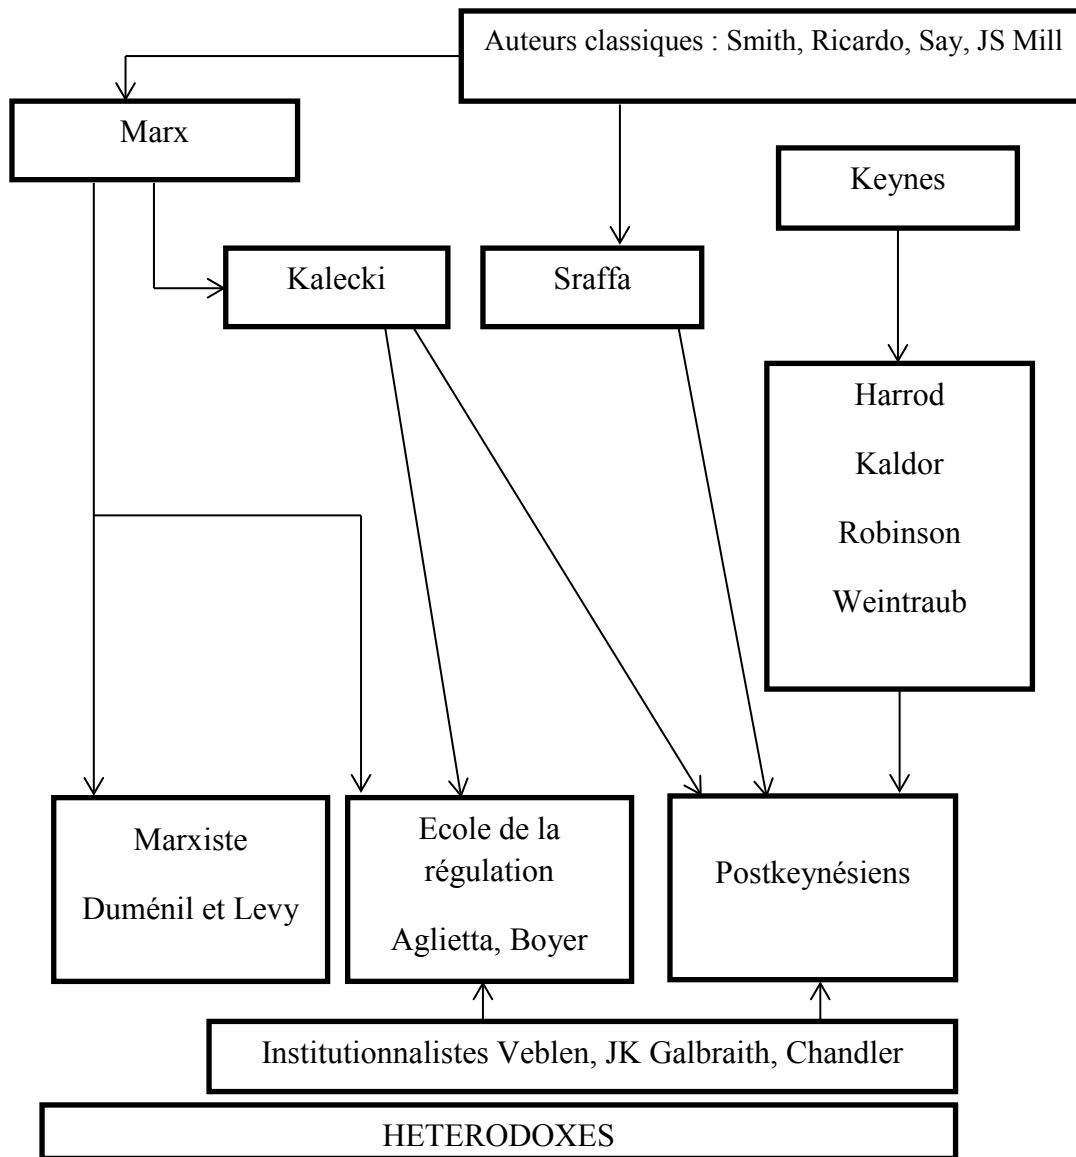 Auteurs classiques : Smith, Ricardo, Say, JS Mill
Marx
Keynes
Kalecki
Sraffa
Harrod
Kaldor
Robinson
Weintraub
Marxiste
Duménil et Levy
Ecole de la
régulation
Aglietta, Boyer
Postkeynésiens
Institutionnalistes Veblen, JK Galbraith, Chandler
HETERODOXES